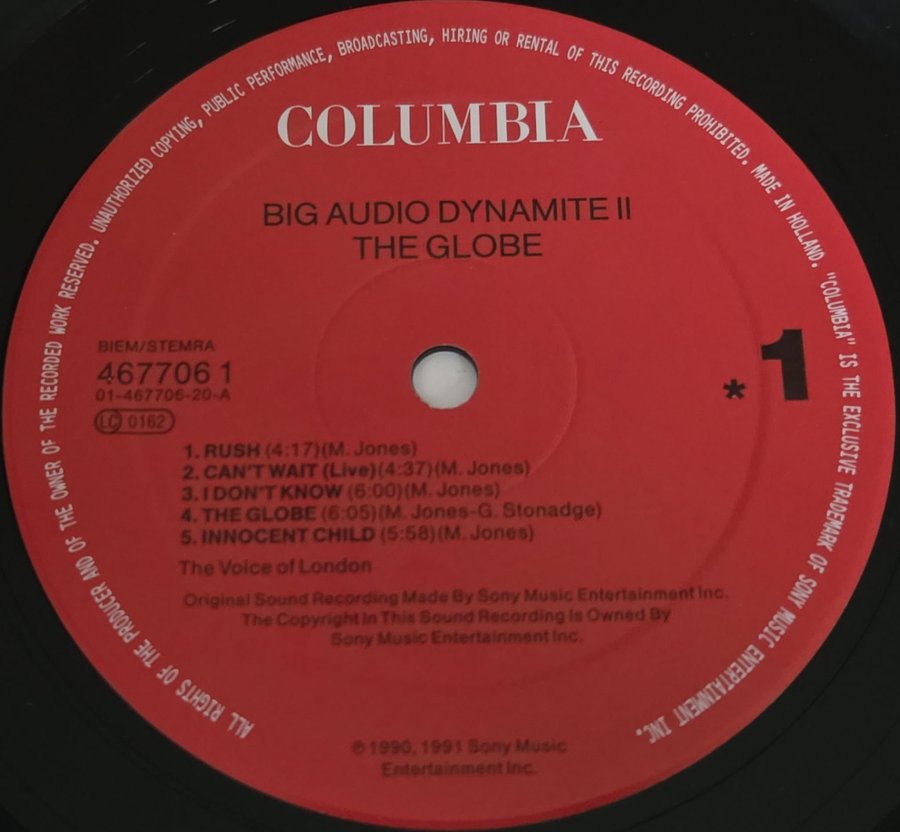 ALL RIGHTS OF THE PRODUCER AND OF THE OWNER OF THE RECORDED WORK RESERVED. UNAUTHORIZED COPYING, PUBLIC PERFORMANCE, BROADCASTING, HIRING OR RENTAL OF THIS RECORDING PROHIBITED. MADE IN HOLLAND. "COLUMBIA" IS THE EXCLUSIVE TRADEMARK OF SONY MUSIC ENTERTAINMENT INC.
COLUMBIA
BIG AUDIO DYNAMITE II
THE GLOBE
BIEM/STEMRA
467706 1
01-467706-20-A
LC 0162
* 1
1. RUSH (4:17)(M. Jones)
2. CAN'T WAIT (Live)(4:37)(M. Jones)
3. I DON'T KNOW (6:00)(M. Jones)
4. THE GLOBE (6:05)(M. Jones-G. Stonadge)
5. INNOCENT CHILD (5:58)(M. Jones)
The Voice of London
Original Sound Recording Made By Sony Music Entertainment Inc.
The Copyright In This Sound Recording Is Owned By
Sony Music Entertainment Inc.
℗ 1990, 1991 Sony Music
Entertainment Inc.